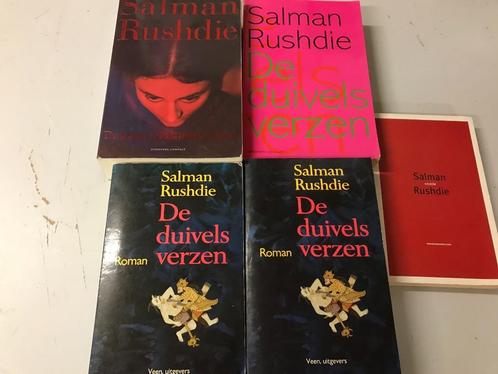 Salman
Rushdie
Salman
Rushdie
De
duivels
verzen
Salman
Rushdie
Salman
Rushdie
De
duivels
Roman
verzen
Veen, uitgevers
Salman
Rushdie
De
duivels
Roman
verzen
Veen, uitgevers